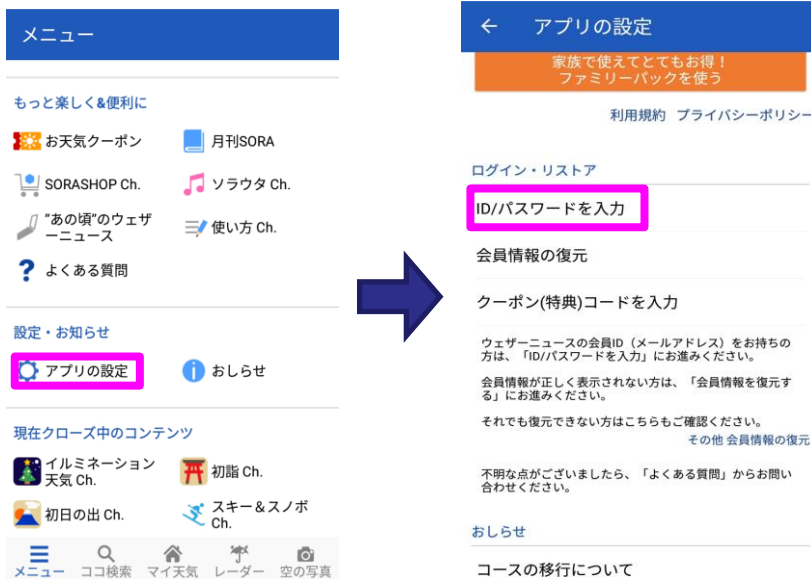 メニュー
もっと楽しく&便利に
お天気クーポン
月刊SORA
SORASHOP Ch.
ソラウタ Ch.
“あの頃”のウェザ
ーニュース
使い方 Ch.
よくある質問
設定・お知らせ
アプリの設定
おしらせ
現在クローズ中のコンテンツ
イルミネーション
天気 Ch.
初詣 Ch.
初日の出 Ch.
スキー＆スノボ
Ch.
メニュー
ココ検索
マイ天気
レーダー
空の写真
アプリの設定
家族で使えてとてもお得！
ファミリーパックを使う
利用規約 プライバシーポリシー
ログイン・リストア
ID/パスワードを入力
会員情報の復元
クーポン(特典)コードを入力
ウェザーニュースの会員ID（メールアドレス）をお持ちの
方は、「ID/パスワードを入力」にお進みください。
会員情報が正しく表示されない方は、「会員情報を復元す
る」にお進みください。
それでも復元できない方はこちらもご確認ください。
その他 会員情報の復元
不明な点がございましたら、「よくある質問」からお問い
合わせください。
おしらせ
コースの移行について